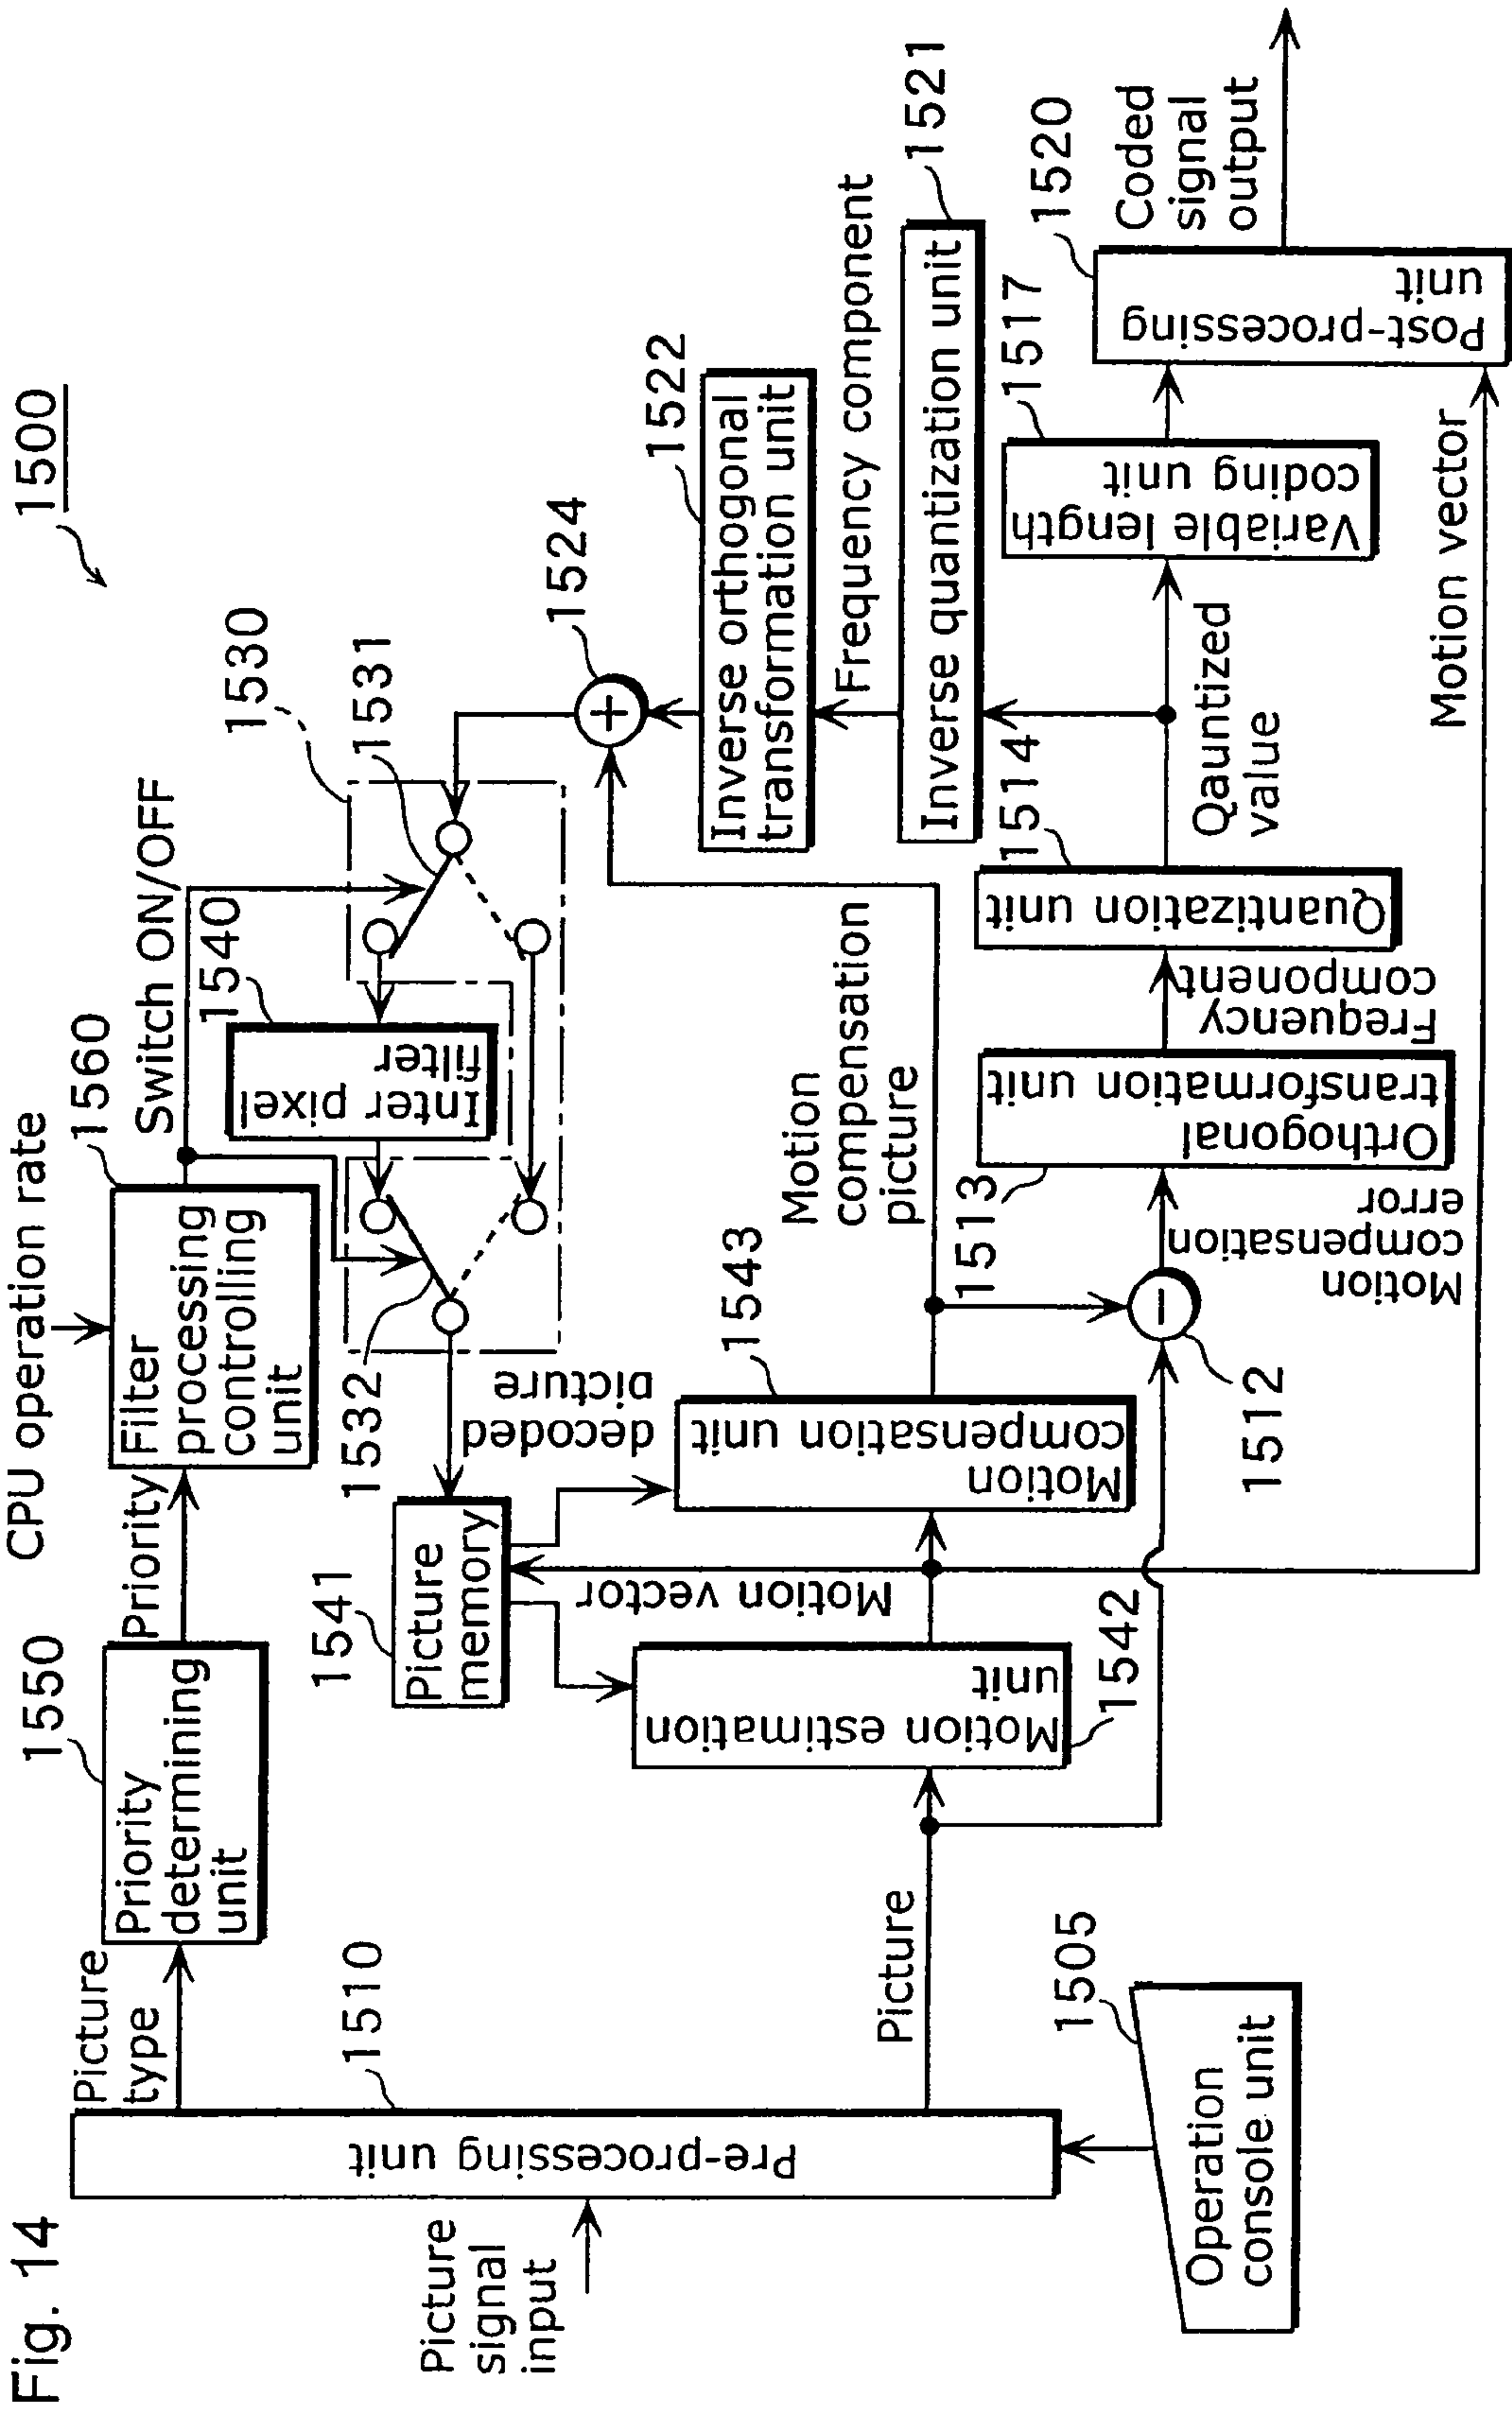 Fig. 14
1500
CPU operation rate
Picture
type
1550
Priority
determining
unit
Priority
1560
Filter
processing
controlling
unit
Switch ON/OFF
1530
1531
1540
Inter pixel
filter
1532
1524
1541
Picture
memory
decoded
picture
1522
Inverse orthogonal
transformation unit
Frequency component
1521
Inverse quantization unit
Picture
signal
input
1510
Pre-processing unit
Picture
Motion estimation
unit
1542
Motion vector
1543
Motion
compensation unit
Motion
compensation
picture
1512
Motion
compensation
error
1513
Orthogonal
transformation unit
Frequency
component
1514
Quantization unit
Qauntized
value
1517
Variable length
coding unit
1520
Post-processing
unit
Coded
signal
output
Motion vector
1505
Operation
console unit